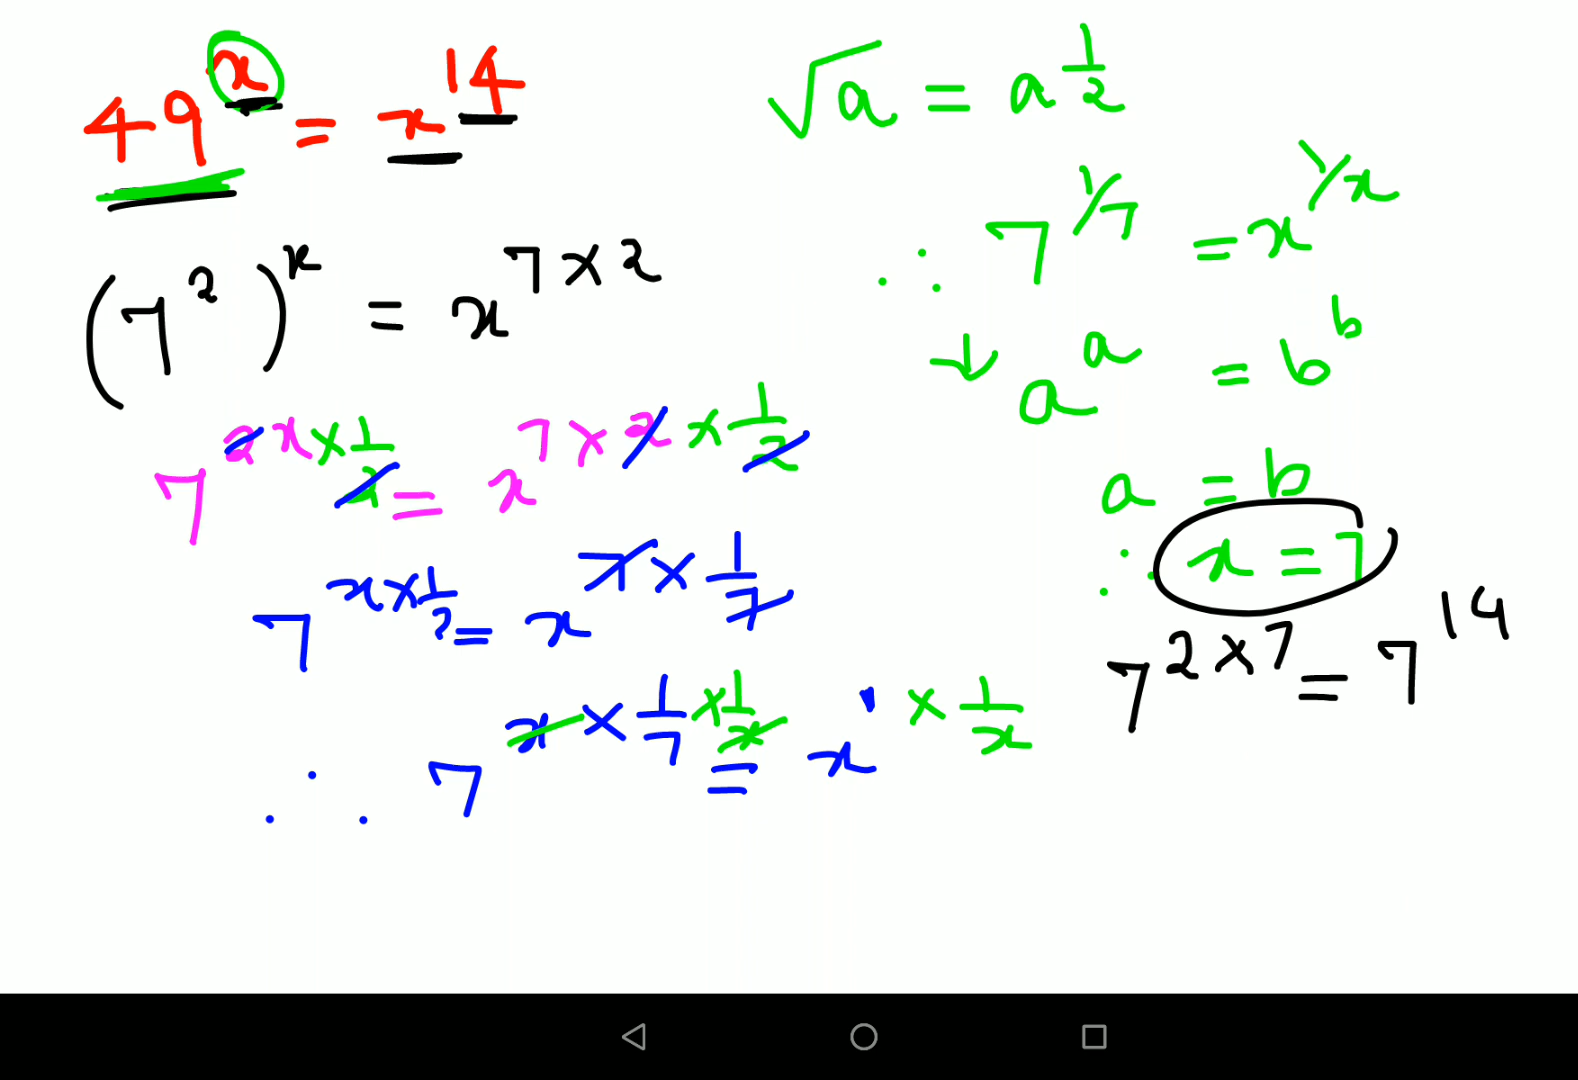 49^x = x^14
(7^2)^x = x^(7×2)
7^(2x×1/2) = x^(7×2×1/2)
7^(x×1/7) = x^(7×1/7)
∴ 7^(x×1/7×1/x) = x^(1×1/x)
√a = a^(1/2)
∴ 7^(1/7) = x^(1/x)
↓ a^a = b^b
a = b
∴ x = 7
7^(2×7) = 7^14